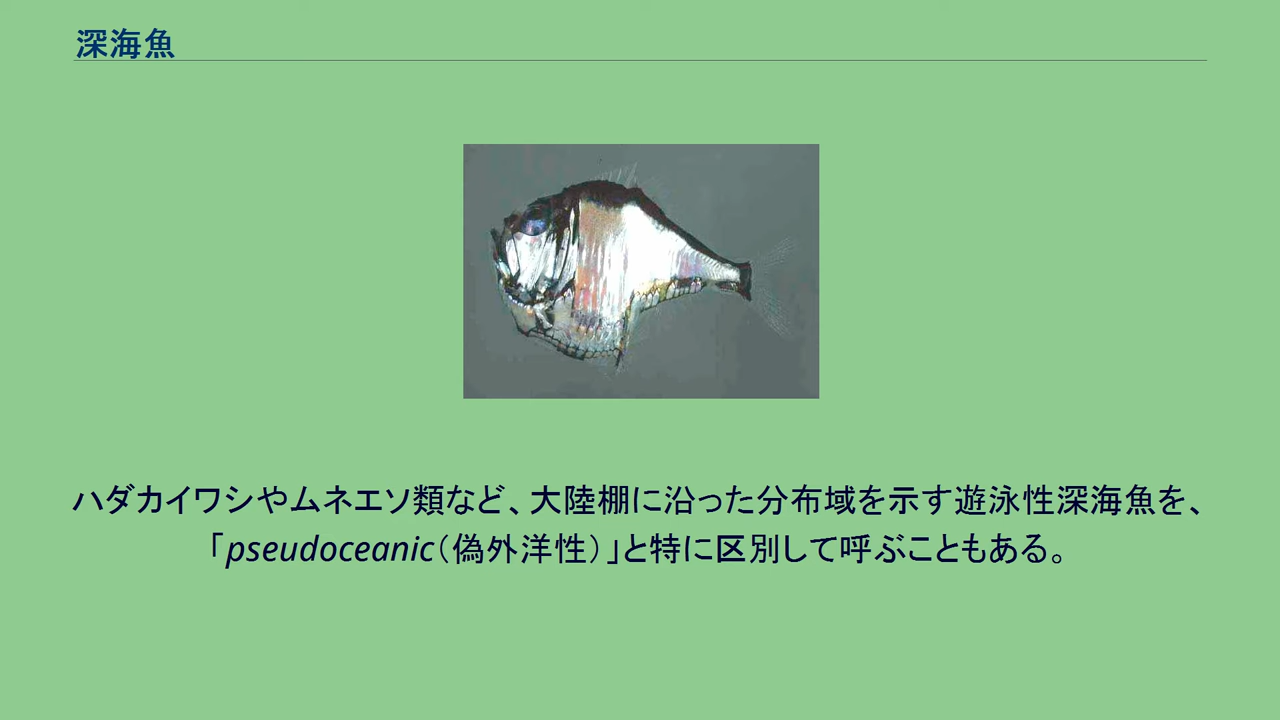 深海魚
ハダカイワシやムネエソ類など、大陸棚に沿った分布域を示す遊泳性深海魚を、
「pseudoceanic（偽外洋性）」と特に区別して呼ぶこともある。